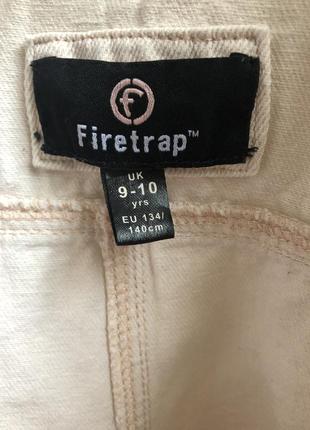 F
Firetrap™
UK
9-10
yrs
EU 134/
140cm